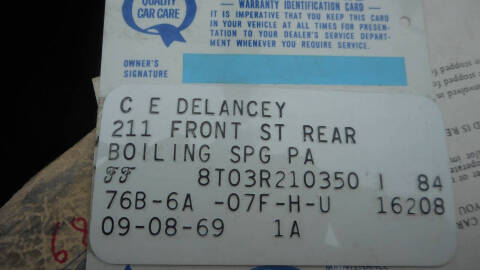 QUALITY
CAR CARE
WARRANTY IDENTIFICATION CARD
IT IS IMPERATIVE THAT YOU KEEP THIS CARD
IN YOUR VEHICLE AT ALL TIMES FOR PRESEN-
TATION TO YOUR DEALER'S SERVICE DEPART-
MENT WHENEVER YOU REQUIRE SERVICE.
OWNER'S
SIGNATURE
C E DELANCEY
211 FRONT ST REAR
BOILING SPG PA
FF 8T03R210350 1 84
76B-6A -07F-H-U 16208
09-08-69 1A